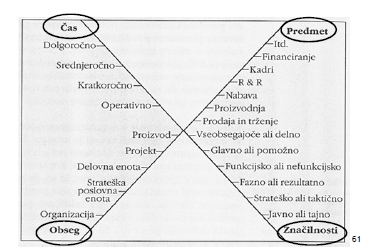 Čas
Predmet
Dolgoročno
Srednjeročno
Kratkoročno
Operativno
Proizvod
Projekt
Delovna enota
Strateška
poslovna
enota
Organizacija
Obseg
Itd.
Financiranje
Kadri
R & R
Nabava
Proizvodnja
Prodaja in trženje
Vseobsegajoče ali delno
Glavno ali pomožno
Funkcijsko ali nefunkcijsko
Fazno ali rezultatno
Strateško ali taktično
Javno ali tajno
Značilnosti
61